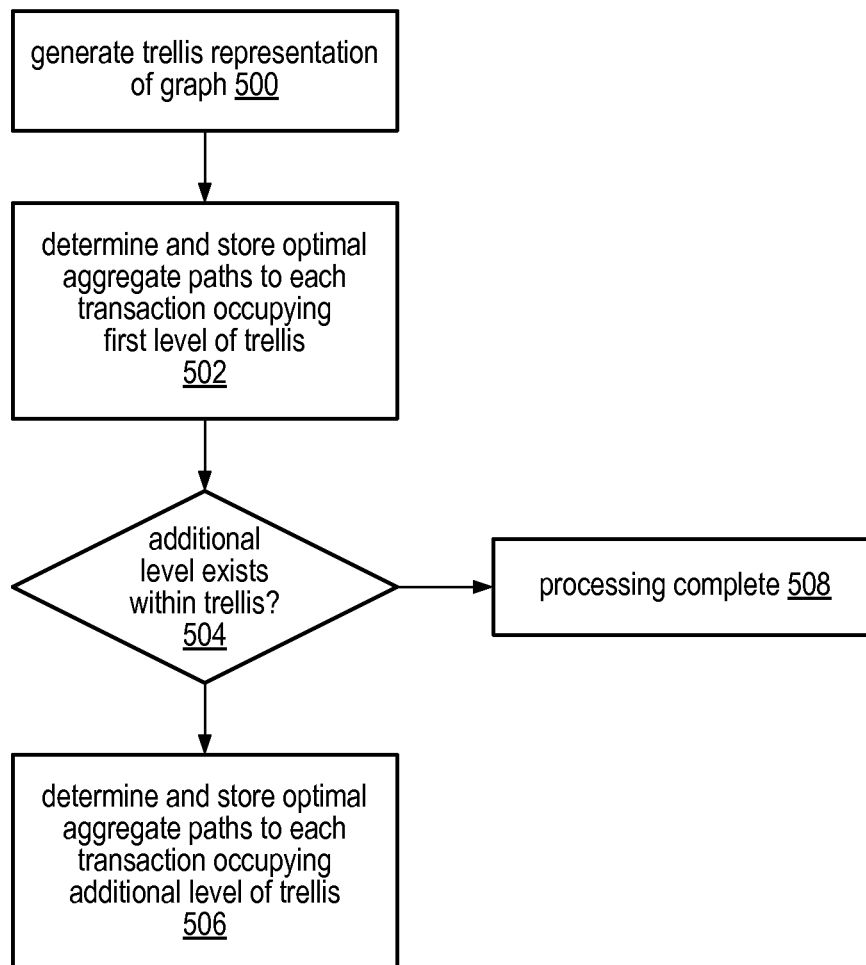 generate trellis representation
of graph 500
determine and store optimal
aggregate paths to each
transaction occupying
first level of trellis
502
additional
level exists
within trellis?
504
processing complete 508
determine and store optimal
aggregate paths to each
transaction occupying
additional level of trellis
506